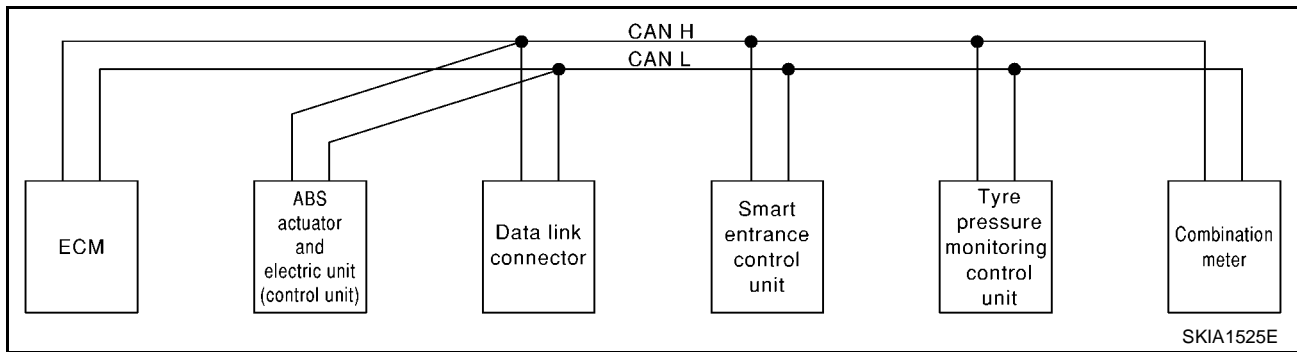 CAN H
CAN L
ECM
ABS
actuator
and
electric unit
(control unit)
Data link
connector
Smart
entrance
control
unit
Tyre
pressure
monitoring
control
unit
Combination
meter
SKIA1525E